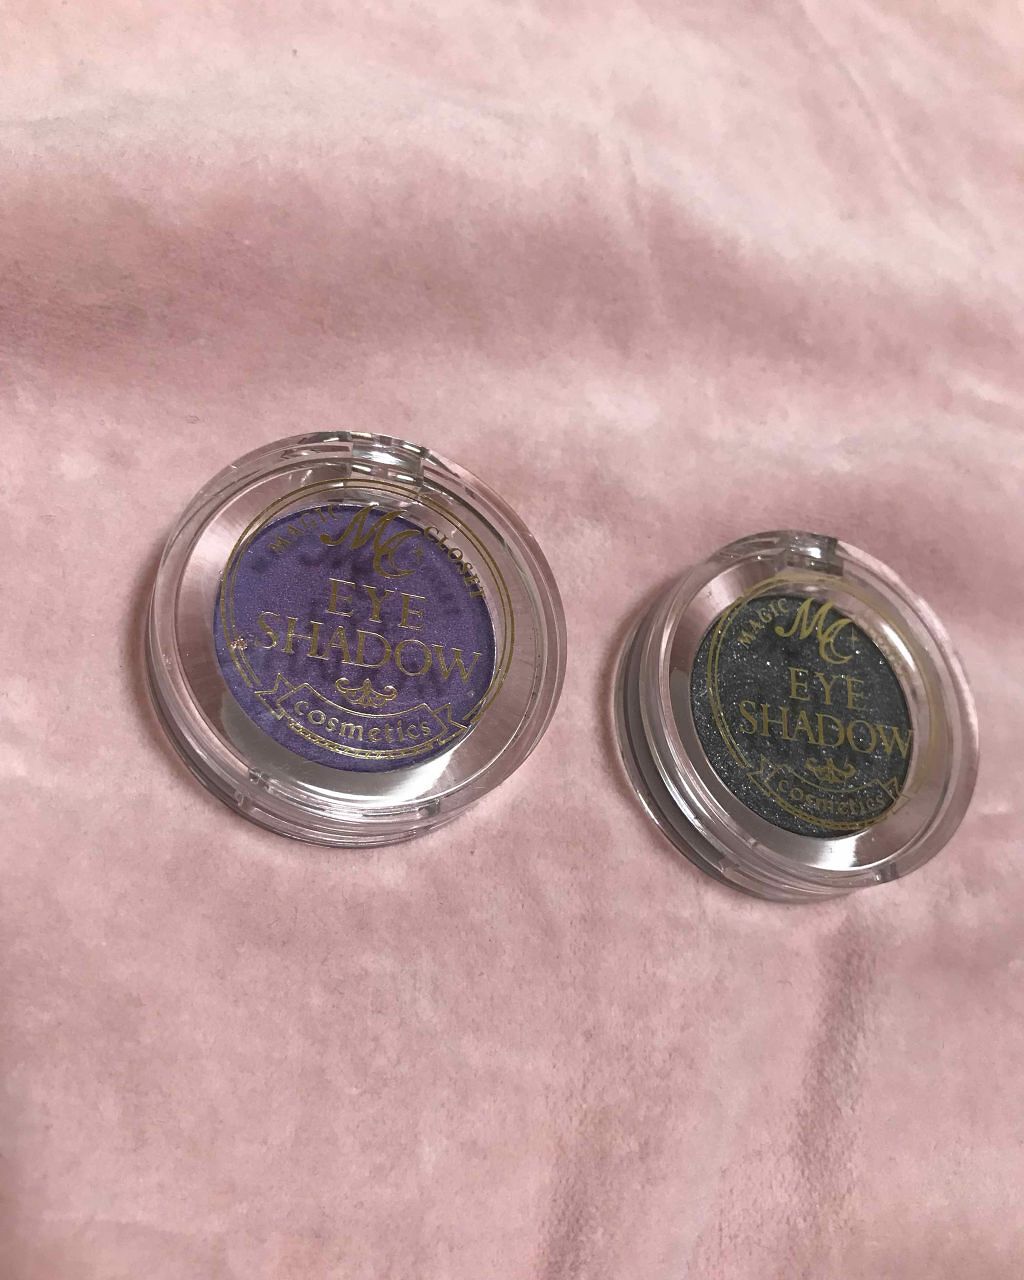 MAGIC CLOSET
MC
EYE
SHADOW
cosmetics
MAGIC
MC
EYE
SHADOW
cosmetics